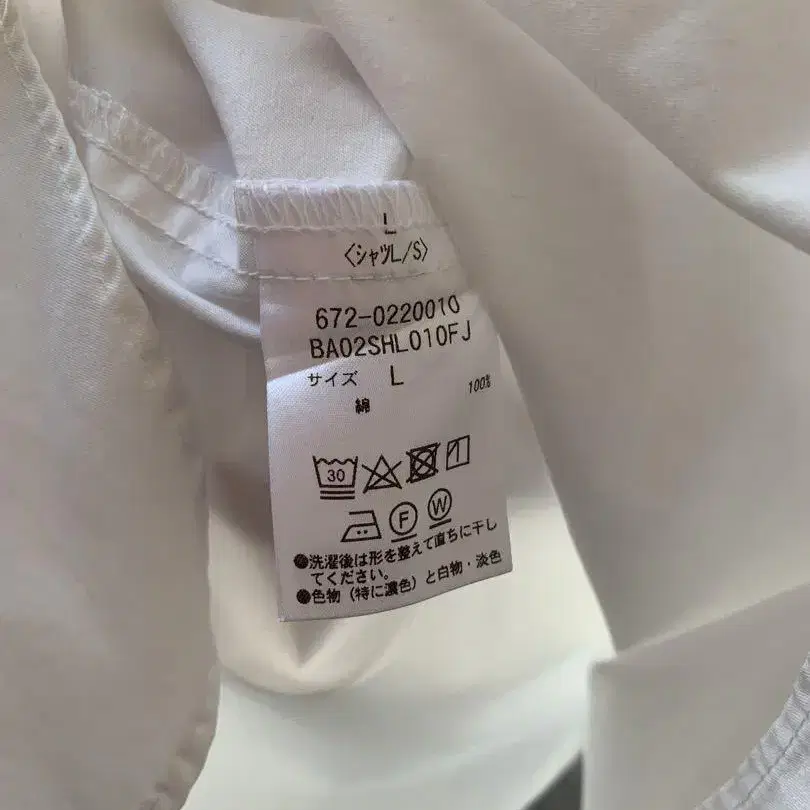 L
〈シャツL/S〉
672-0220010
BA02SHL010FJ
サイズ L
綿 100%
30
F W
●洗濯後は形を整えて直ちに干し
てください。
●色物（特に濃色）と白物・淡色